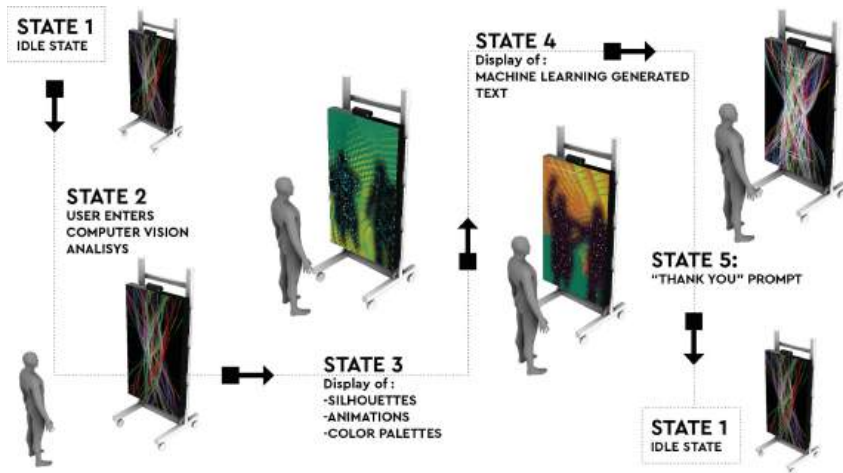 STATE 1
IDLE STATE
STATE 2
USER ENTERS
COMPUTER VISION
ANALISYS
STATE 3
Display of :
-SILHOUETTES
-ANIMATIONS
-COLOR PALETTES
STATE 4
Display of :
MACHINE LEARNING GENERATED
TEXT
STATE 5:
“THANK YOU” PROMPT
STATE 1
IDLE STATE